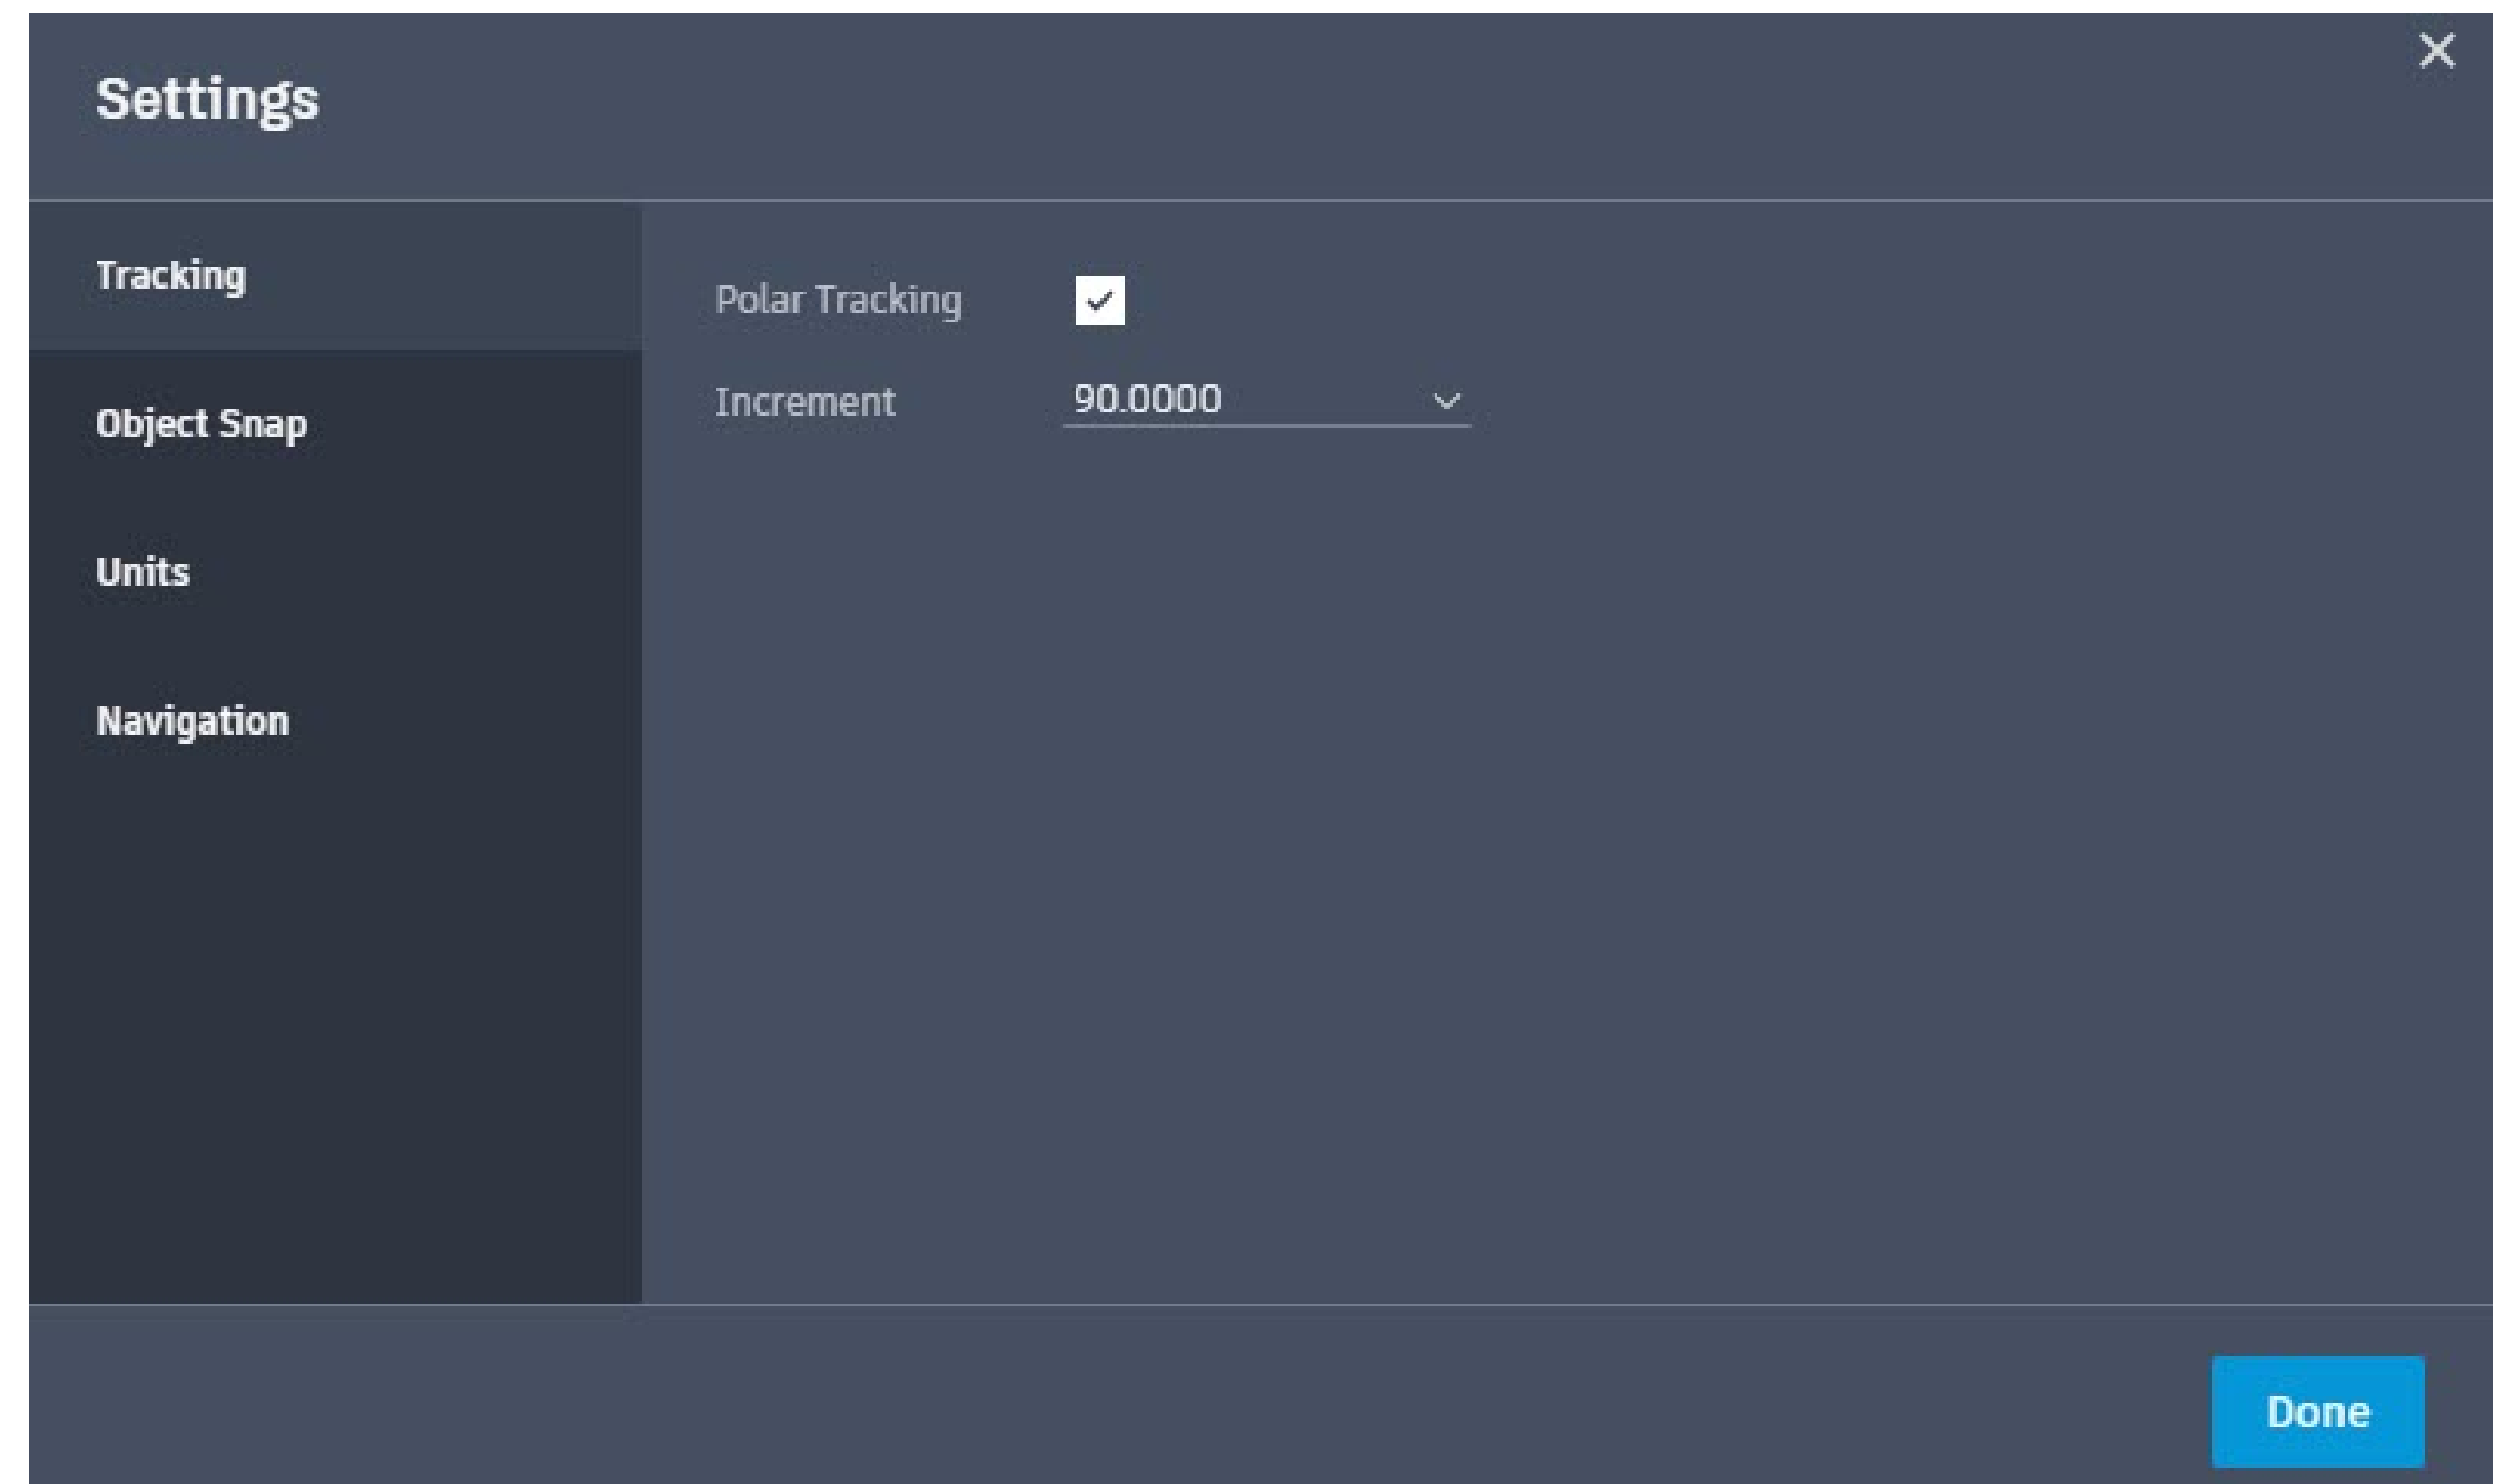 Settings
Tracking
Object Snap
Units
Navigation
Polar Tracking
Increment 90.0000
Done